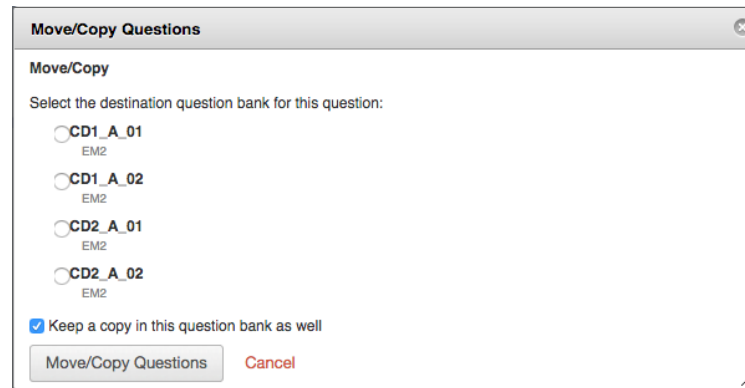 Move/Copy Questions
Move/Copy
Select the destination question bank for this question:
CD1_A_01
EM2
CD1_A_02
EM2
CD2_A_01
EM2
CD2_A_02
EM2
Keep a copy in this question bank as well
Move/Copy Questions Cancel